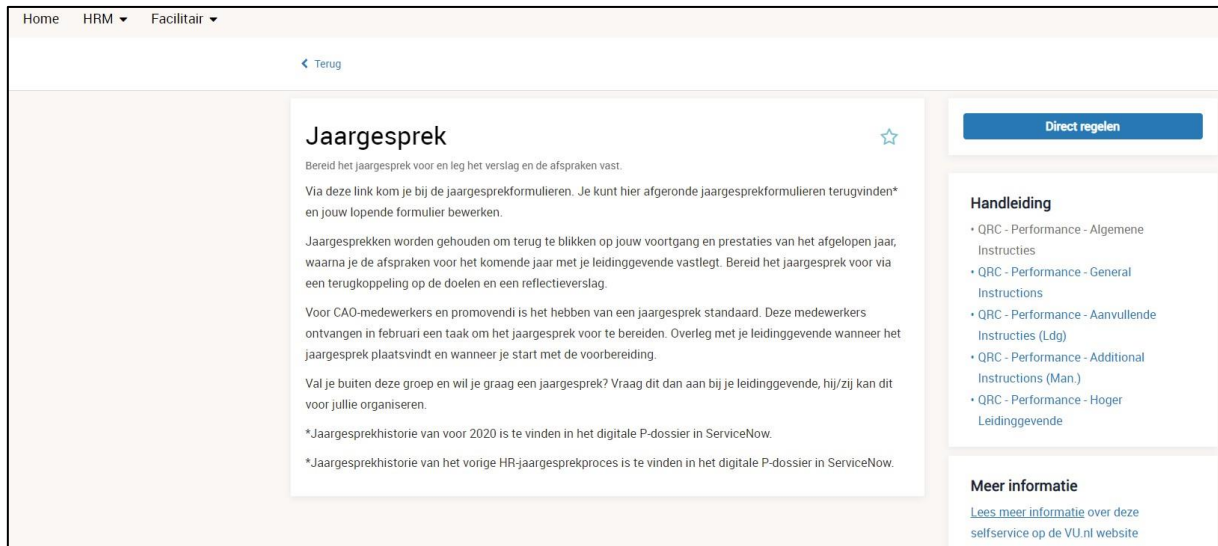 Home HRM Facilitair
Terug
Jaargesprek
Bereid het jaargesprek voor en leg het verslag en de afspraken vast.
Via deze link kom je bij de jaargesprekformulieren. Je kunt hier afgeronde jaargesprekformulieren terugvinden*
en jouw lopende formulier bewerken.
Jaargesprekken worden gehouden om terug te blikken op jouw voortgang en prestaties van het afgelopen jaar,
waarna je de afspraken voor het komende jaar met je leidinggevende vastlegt. Bereid het jaargesprek voor via
een terugkoppeling op de doelen en een reflectieverslag.
Voor CAO-medewerkers en promovendi is het hebben van een jaargesprek standaard. Deze medewerkers
ontvangen in februari een taak om het jaargesprek voor te bereiden. Overleg met je leidinggevende wanneer het
jaargesprek plaatsvindt en wanneer je start met de voorbereiding.
Val je buiten deze groep en wil je graag een jaargesprek? Vraag dit dan aan bij je leidinggevende, hij/zij kan dit
voor jullie organiseren.
*Jaargesprekhistorie van voor 2020 is te vinden in het digitale P-dossier in ServiceNow.
*Jaargesprekhistorie van het vorige HR-jaargesprekproces is te vinden in het digitale P-dossier in ServiceNow.
Direct regelen
Handleiding
• QRC - Performance - Algemene
Instructies
• QRC - Performance - General
Instructions
• QRC - Performance - Aanvullende
Instructies (Ldg)
• QRC - Performance - Additional
Instructions (Man.)
• QRC - Performance - Hoger
Leidinggevende
Meer informatie
Lees meer informatie over deze
selfservice op de VU.nl website